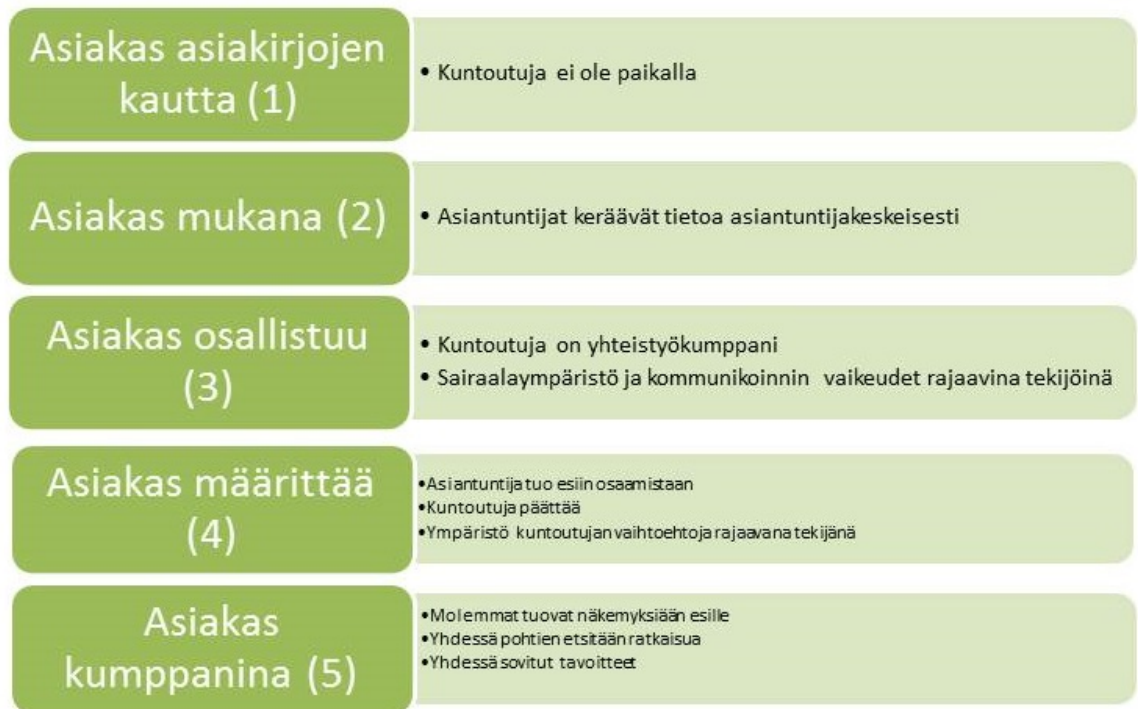 Asiakas asiakirjojen
kautta (1)
• Kuntoutuja ei ole paikalla
Asiakas mukana (2)
• Asiantuntijat keräävät tietoa asiantuntijakeskeisesti
Asiakas osallistuu
(3)
• Kuntoutuja on yhteistyökumppani
• Sairaalaympäristö ja kommunikoinnin vaikeudet rajaavina tekijöinä
Asiakas määrittää
(4)
•Asiantuntija tuo esiin osaamistaan
•Kuntoutuja päättää
•Ympäristö kuntoutujan vaihtoehtoja rajaavana tekijänä
Asiakas
kumppanina (5)
•Molemmat tuovat näkemyksiään esille
•Yhdessä pohtien etsitään ratkaisua
•Yhdessä sovitut tavoitteet